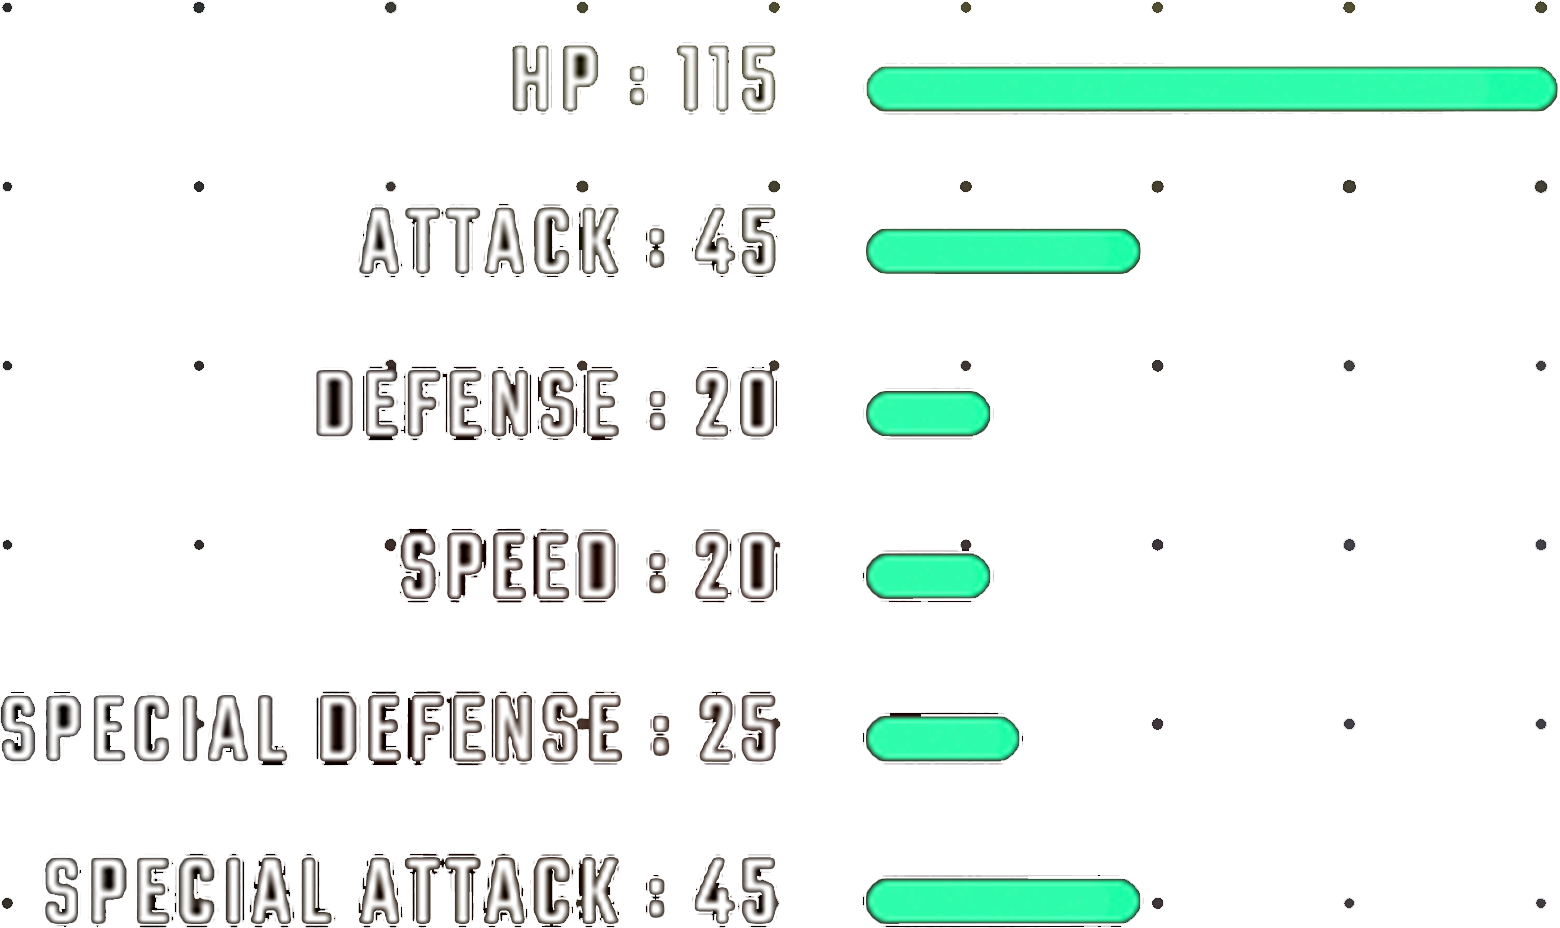 HP : 115
ATTACK : 45
DEFENSE : 20
SPEED : 20
SPECIAL DEFENSE : 25
SPECIAL ATTACK : 45